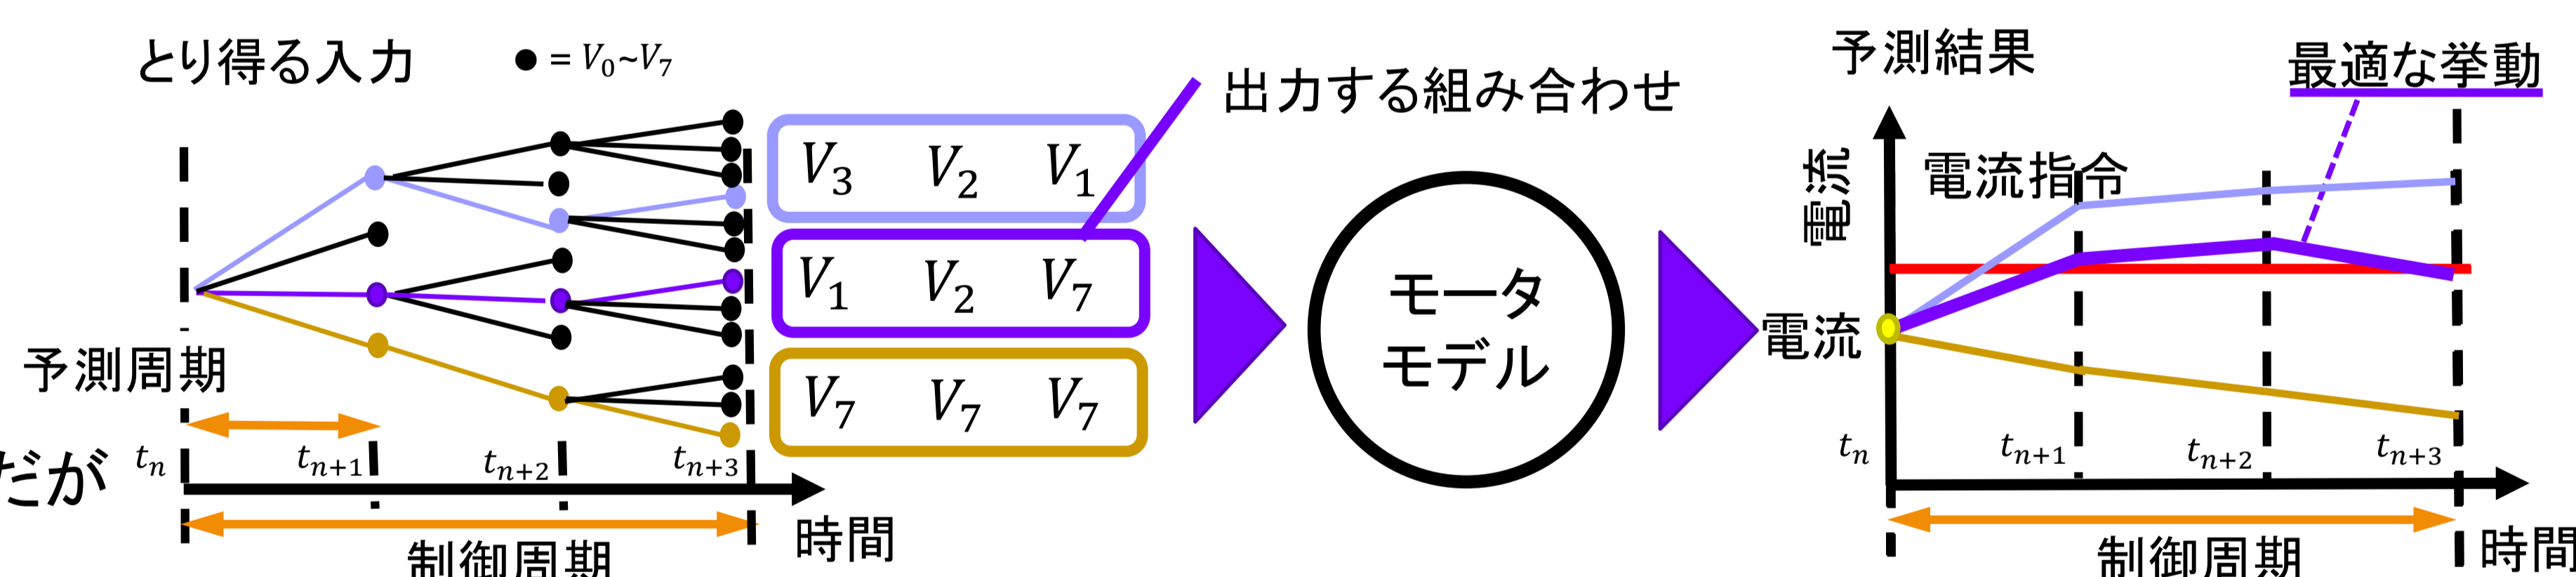 とり得る入力
● = V₀~V₇
出力する組み合わせ
V₃ V₂ V₁
V₁ V₂ V₇
V₇ V₇ V₇
予測周期
だが
tₙ tₙ₊₁ tₙ₊₂ tₙ₊₃
時間
制御周期
モータ
モデル
予測結果
最適な挙動
電流
電流指令
電流
tₙ tₙ₊₁ tₙ₊₂ tₙ₊₃
時間
制御周期